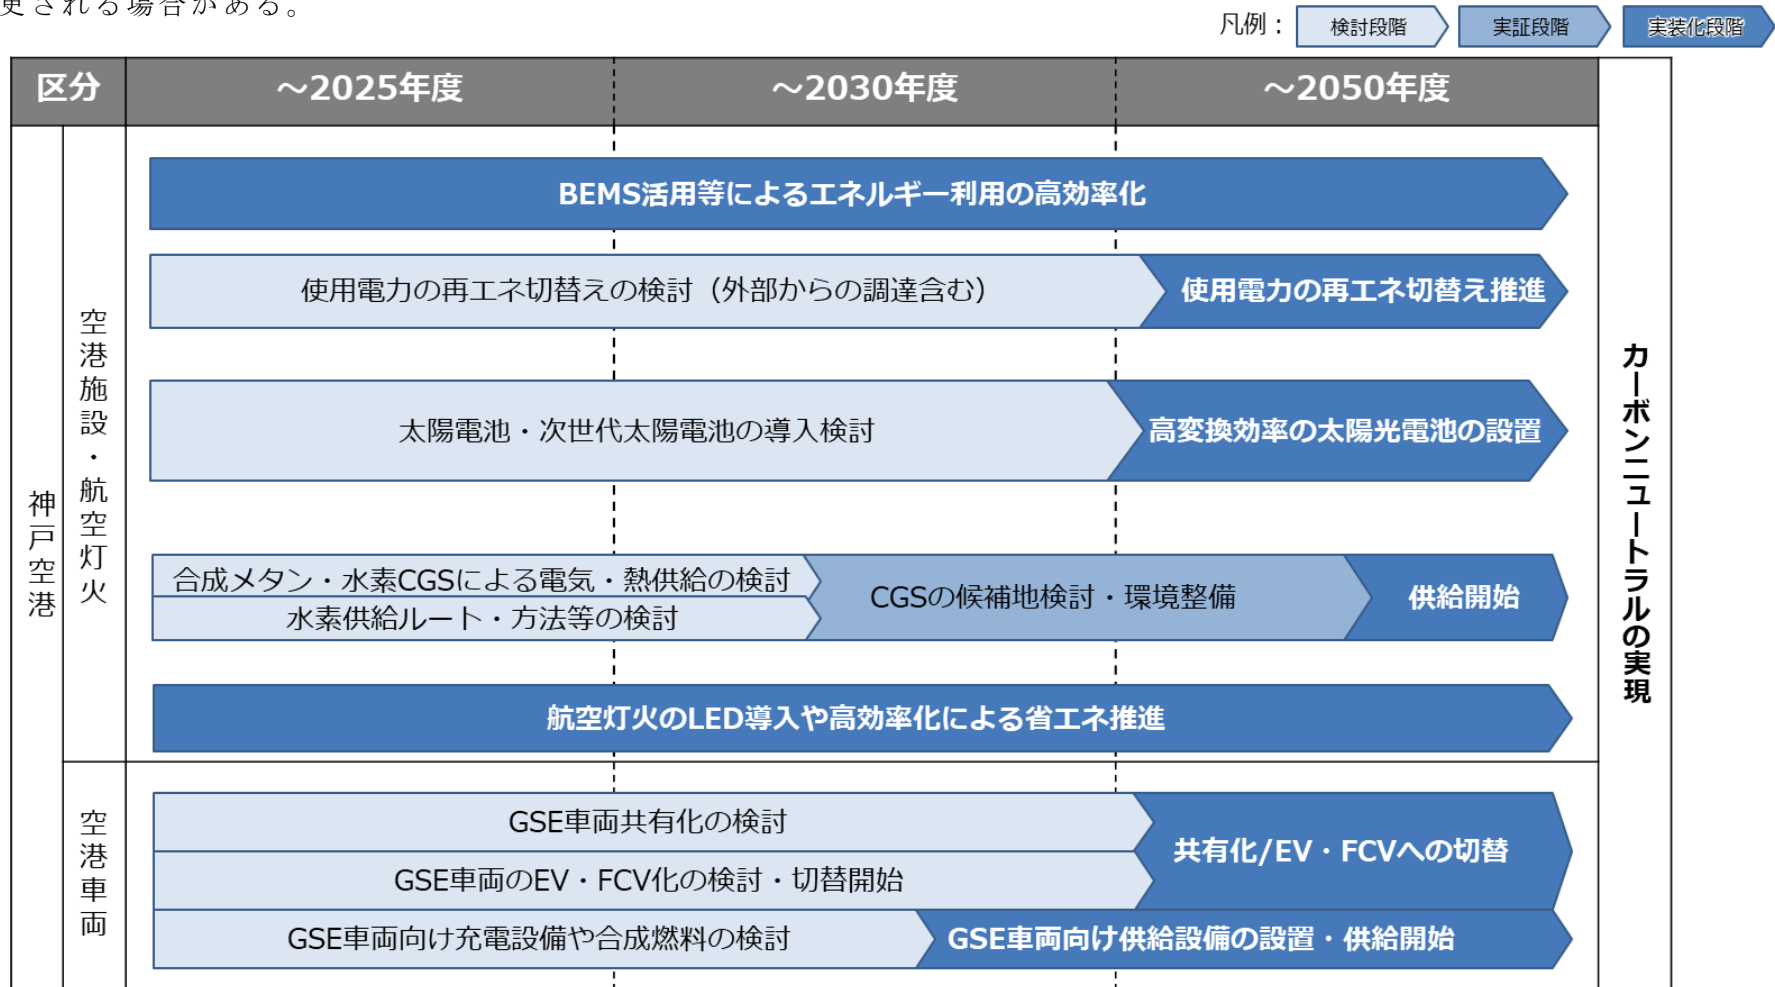 更される場合がある。
凡例：
検討段階
実証段階
実装化段階
区分
～2025年度
～2030年度
～2050年度
神戸空港
空港施設・航空灯火
BEMS活用等によるエネルギー利用の高効率化
使用電力の再エネ切替えの検討（外部からの調達含む）
使用電力の再エネ切替え推進
太陽電池・次世代太陽電池の導入検討
高変換効率の太陽光電池の設置
合成メタン・水素CGSによる電気・熱供給の検討
水素供給ルート・方法等の検討
CGSの候補地検討・環境整備
供給開始
航空灯火のLED導入や高効率化による省エネ推進
空港車両
GSE車両共有化の検討
GSE車両のEV・FCV化の検討・切替開始
共有化/EV・FCVへの切替
GSE車両向け充電設備や合成燃料の検討
GSE車両向け供給設備の設置・供給開始
カーボンニュートラルの実現